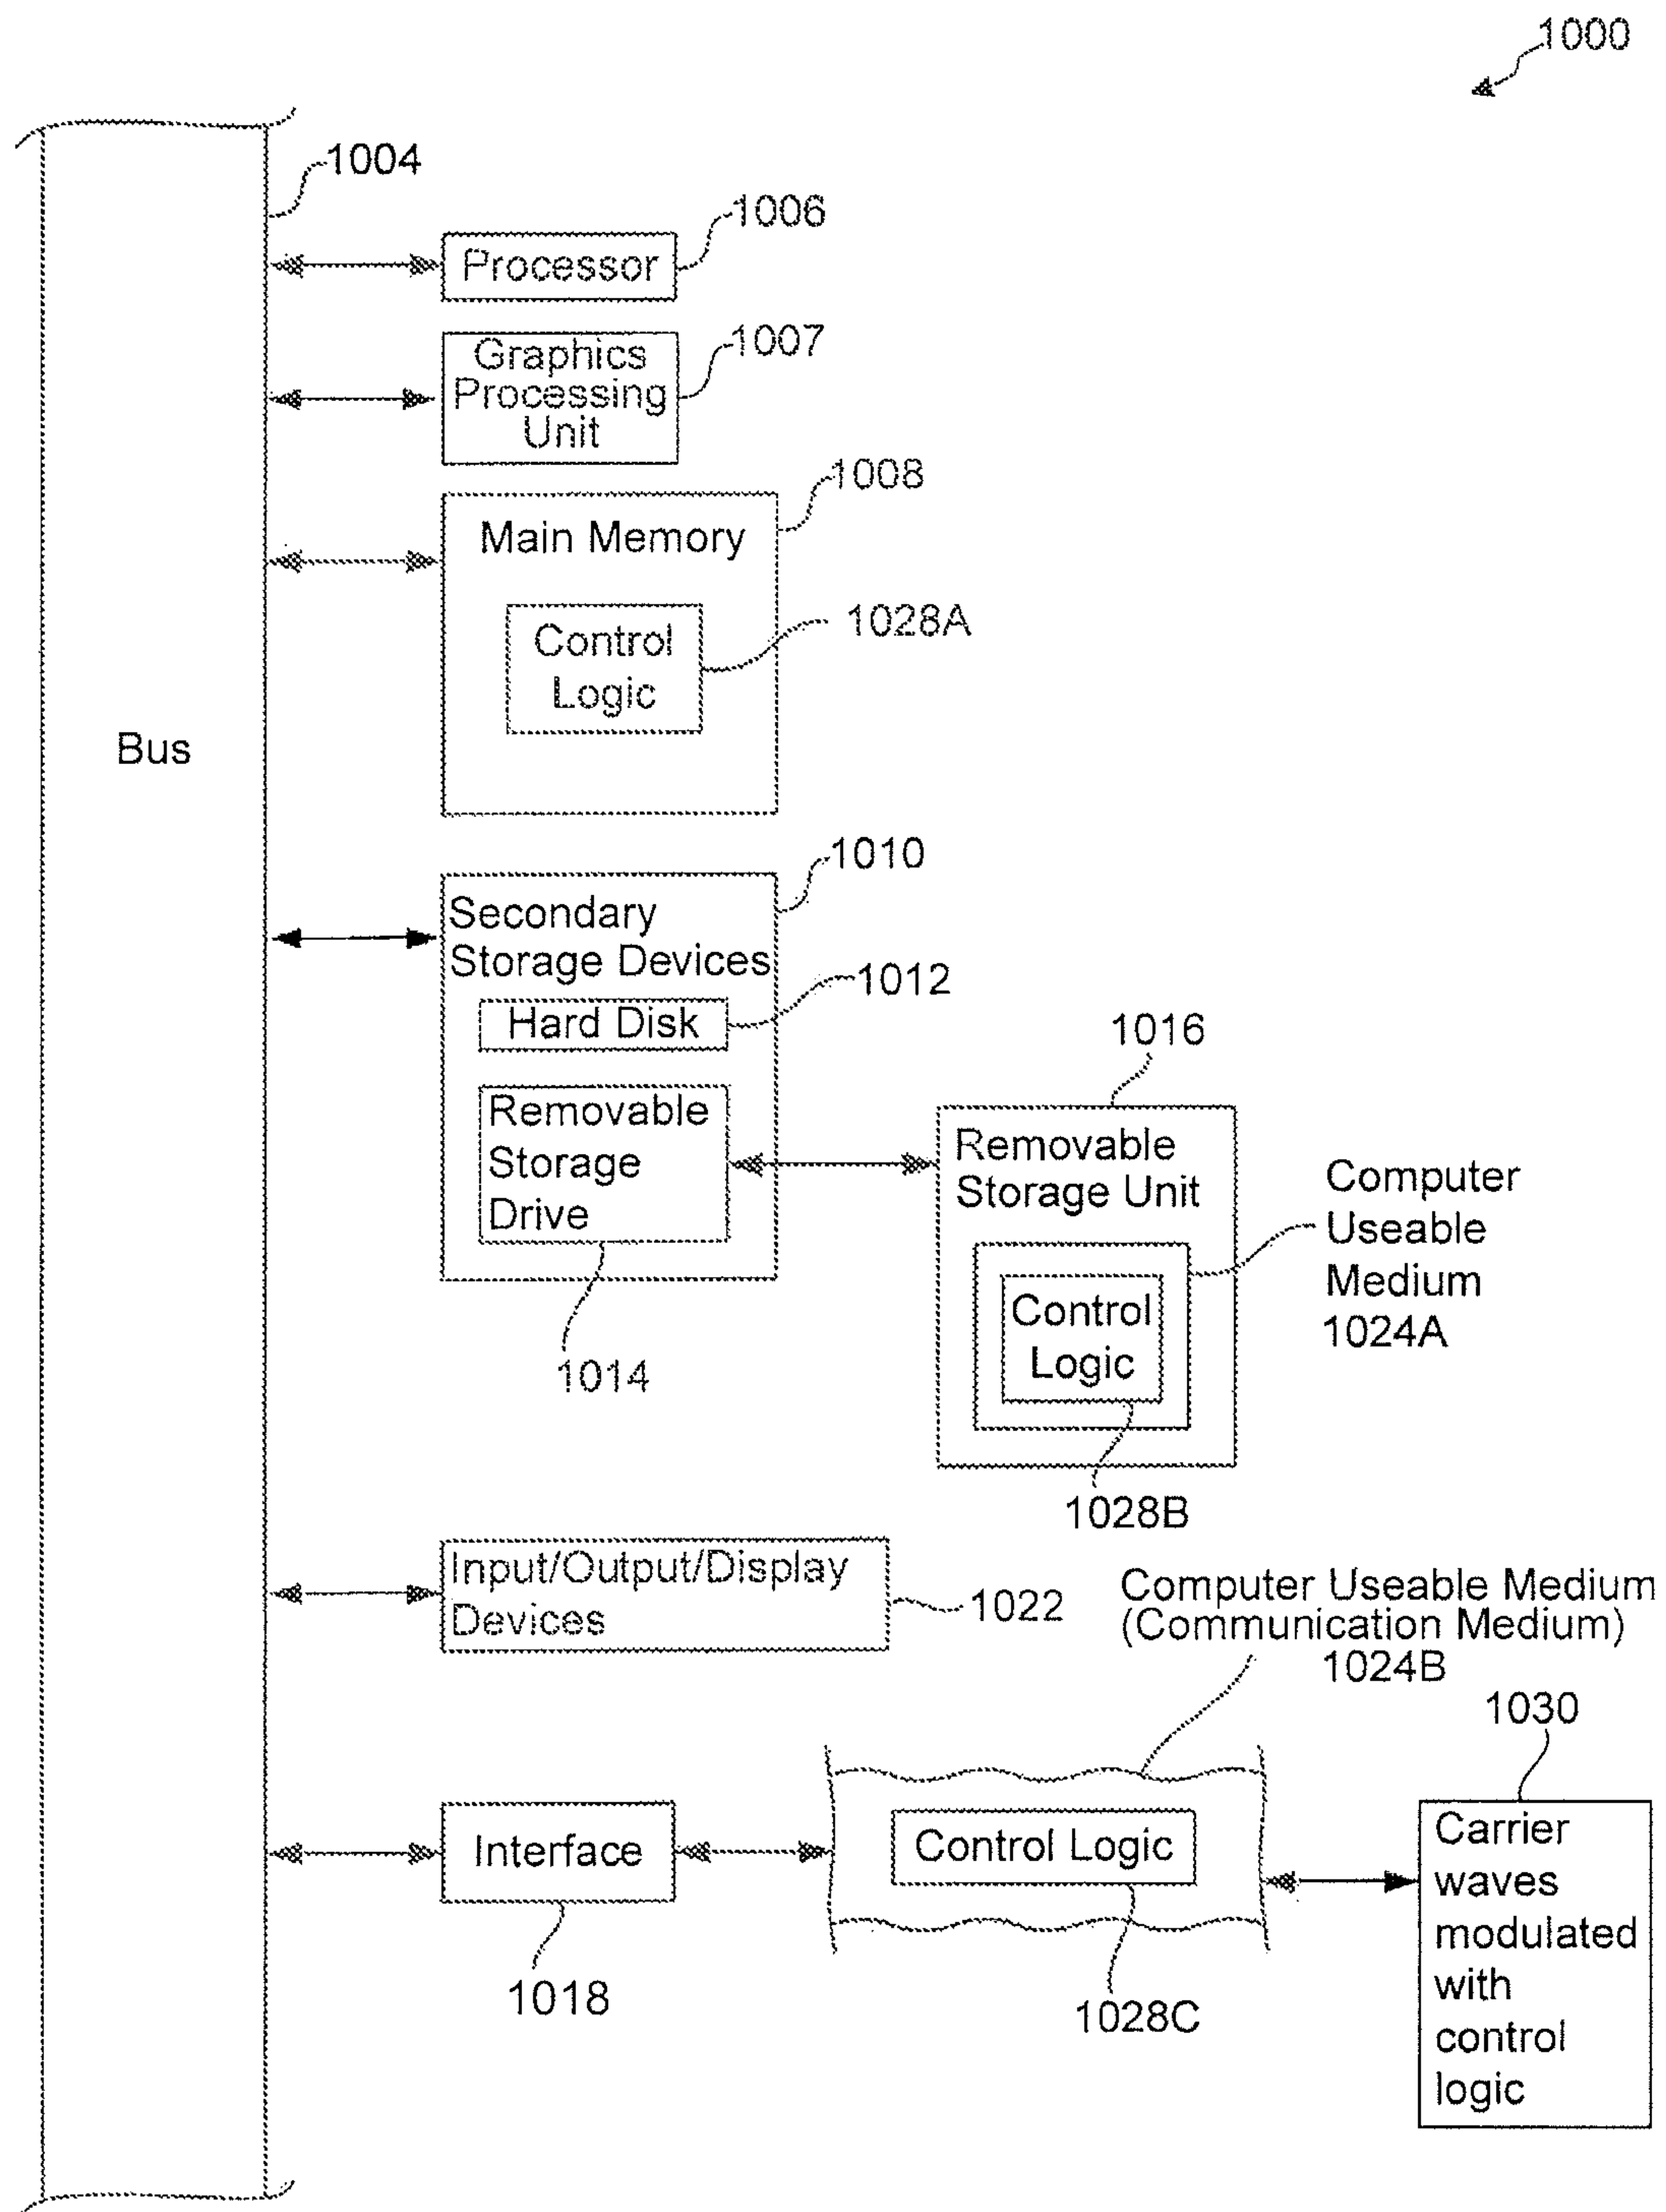 1000
1004
1006
Processor
1007
Graphics
Processing
Unit
1008
Main Memory
1028A
Control
Logic
Bus
1010
Secondary
Storage Devices
1012
Hard Disk
Removable
Storage
Drive
1014
1016
Removable
Storage Unit
Computer
Useable
Medium
1024A
Control
Logic
1028B
Input/Output/Display
Devices
1022
Computer Useable Medium
(Communication Medium)
1024B
1030
Interface
1018
Control Logic
1028C
Carrier
waves
modulated
with
control
logic